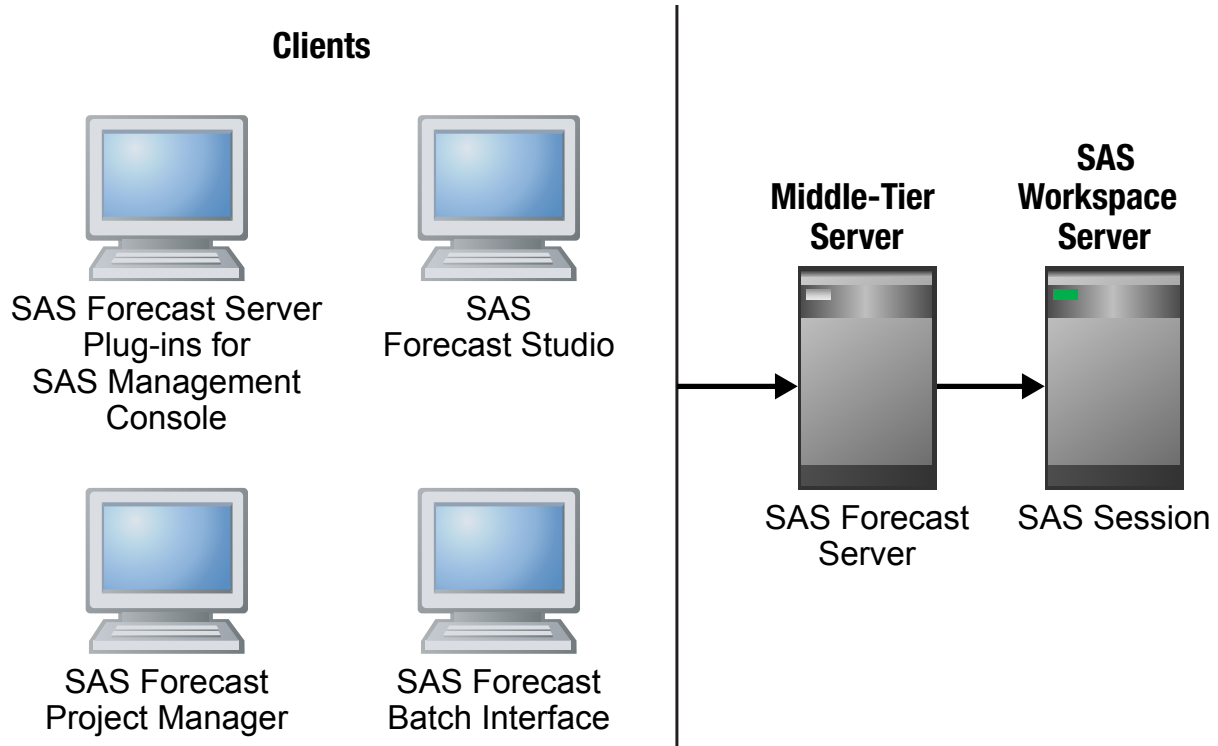 Clients
SAS Forecast Server
Plug-ins for
SAS Management
Console
SAS
Forecast Studio
SAS Forecast
Project Manager
SAS Forecast
Batch Interface
Middle-Tier
Server
SAS Forecast
Server
SAS
Workspace
Server
SAS Session